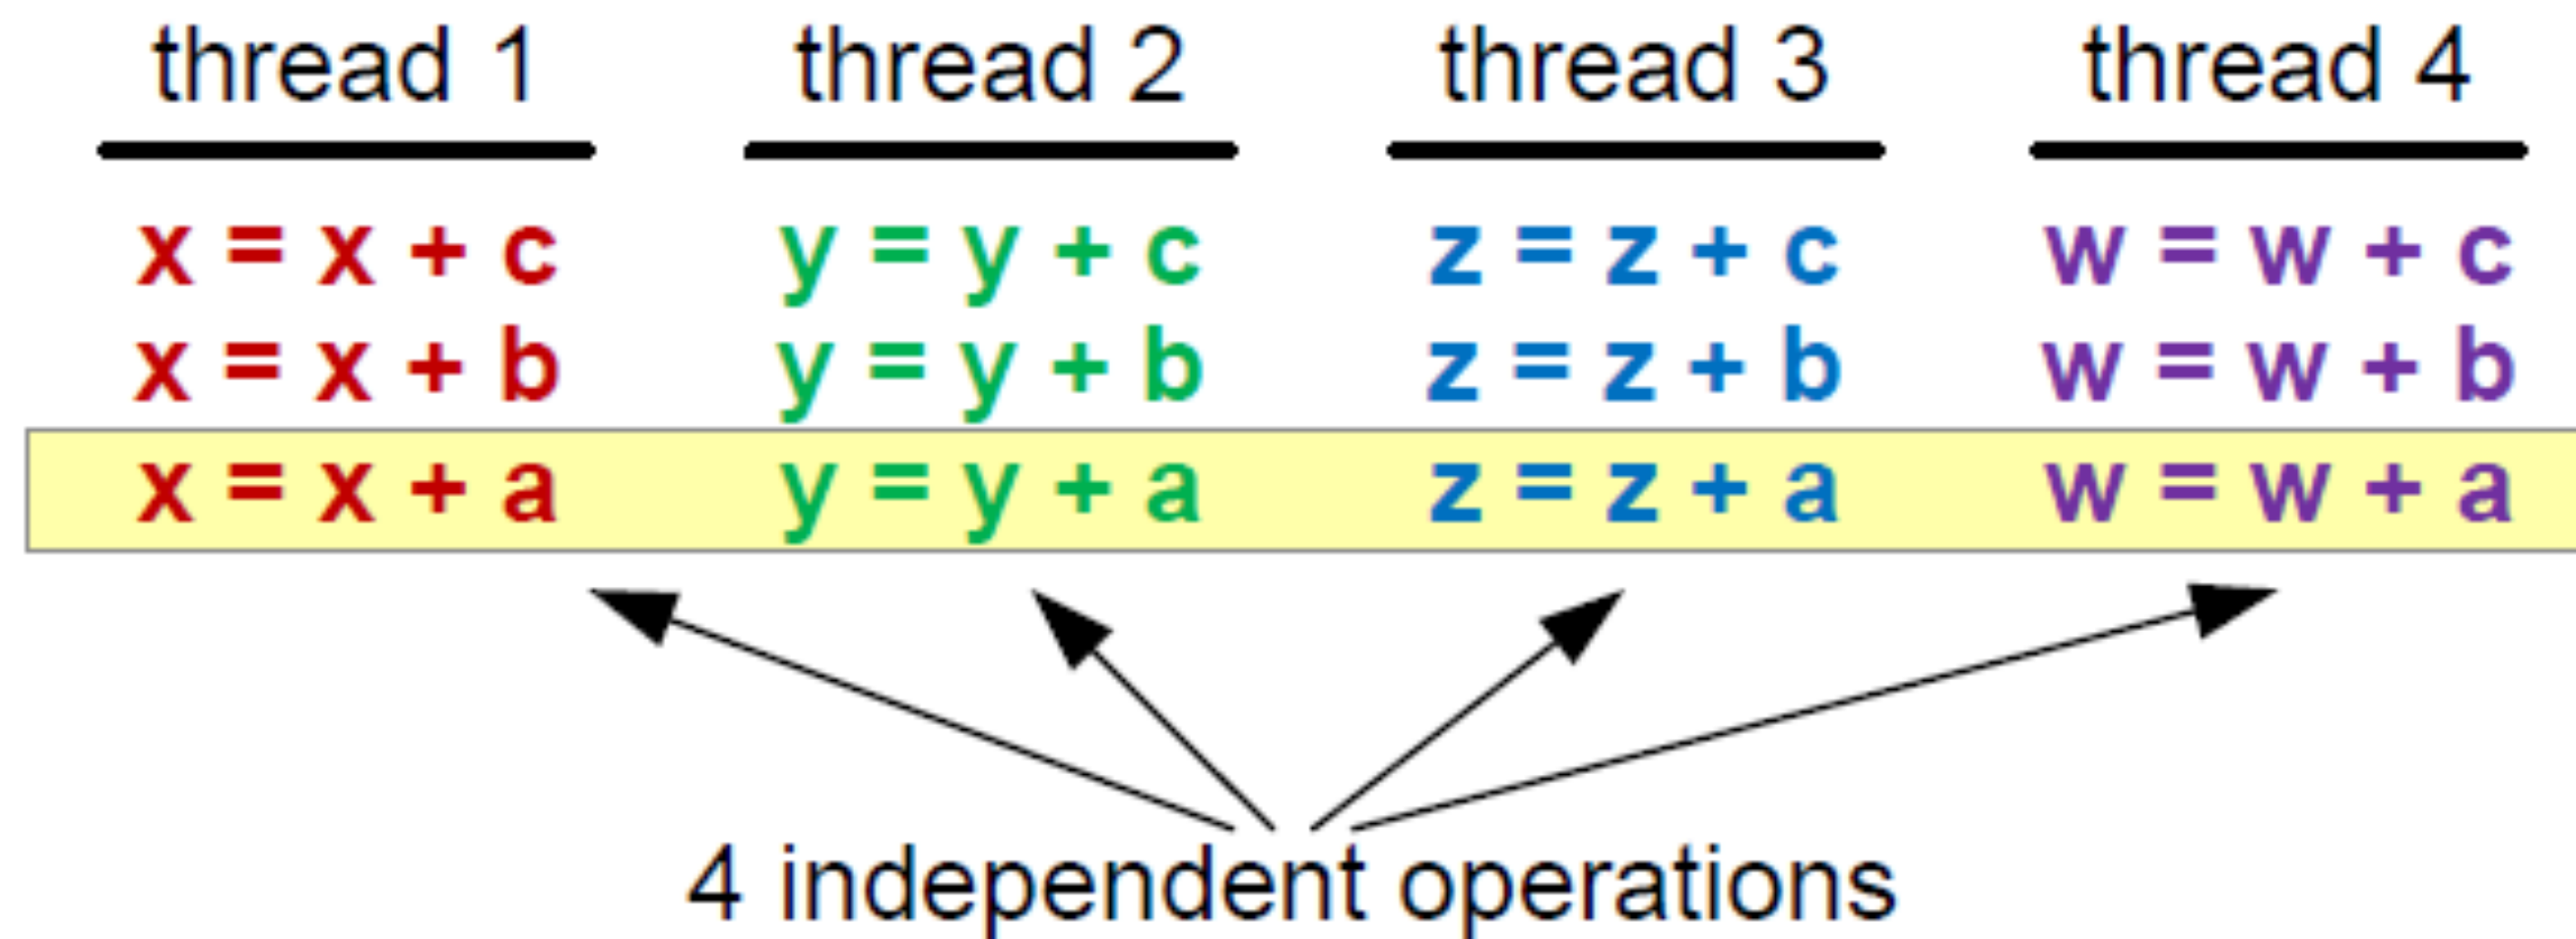 thread 1 thread 2 thread 3 thread 4
x = x + c y = y + c z = z + c w = w + c
x = x + b y = y + b z = z + b w = w + b
x = x + a y = y + a z = z + a w = w + a
4 independent operations